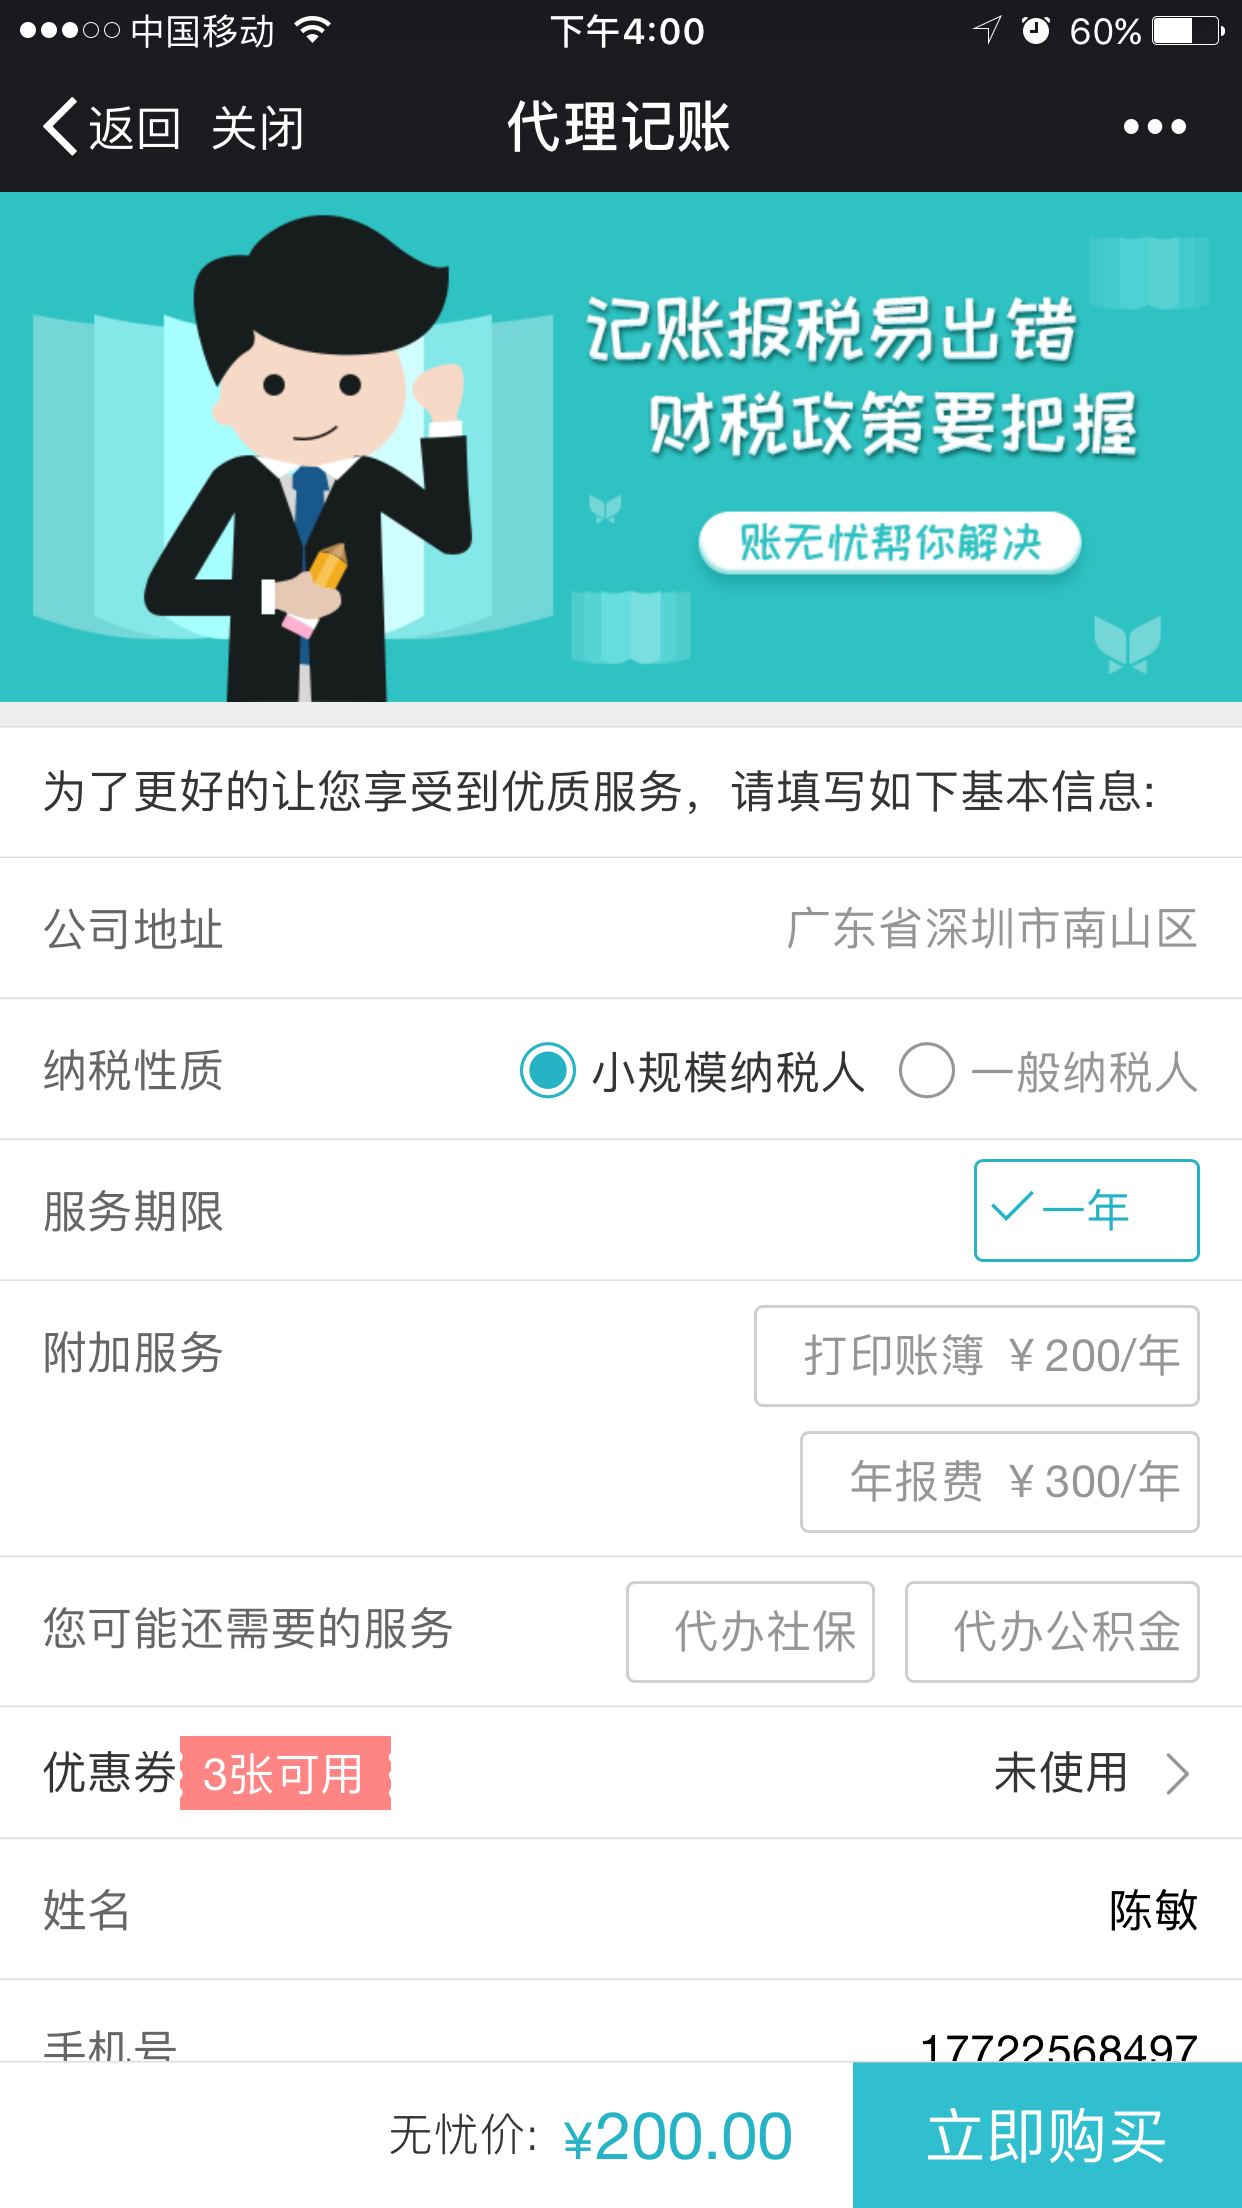 中国移动 下午4:00 60%
返回 关闭 代理记账
记账报税易出错
财税政策要把握
账无忧帮你解决
为了更好的让您享受到优质服务，请填写如下基本信息:
公司地址 广东省深圳市南山区
纳税性质 小规模纳税人 一般纳税人
服务期限 一年
附加服务 打印账簿 ￥200/年
年报费 ￥300/年
您可能还需要的服务 代办社保 代办公积金
优惠券 3张可用 未使用
姓名 陈敏
手机号 17722568497
无忧价: ¥200.00 立即购买